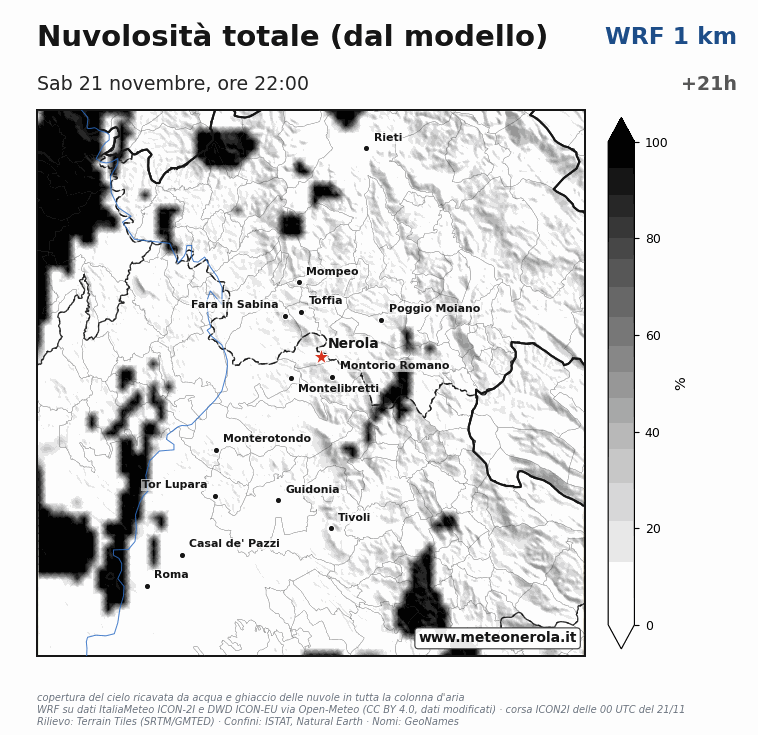 Nuvolosità totale (dal modello)
WRF 1 km
Sab 21 novembre, ore 22:00
+21h
Rieti
Mompeo
Fara in Sabina
Toffia
Poggio Moiano
Nerola
Montorio Romano
Montelibretti
Monterotondo
Tor Lupara
Guidonia
Tivoli
Casal de' Pazzi
Roma
www.meteonerola.it
100
80
60
%
40
20
0
copertura del cielo ricavata da acqua e ghiaccio delle nuvole in tutta la colonna d'aria
WRF su dati ItaliaMeteo ICON-2I e DWD ICON-EU via Open-Meteo (CC BY 4.0, dati modificati) · corsa ICON2I delle 00 UTC del 21/11
Rilievo: Terrain Tiles (SRTM/GMTED) · Confini: ISTAT, Natural Earth · Nomi: GeoNames